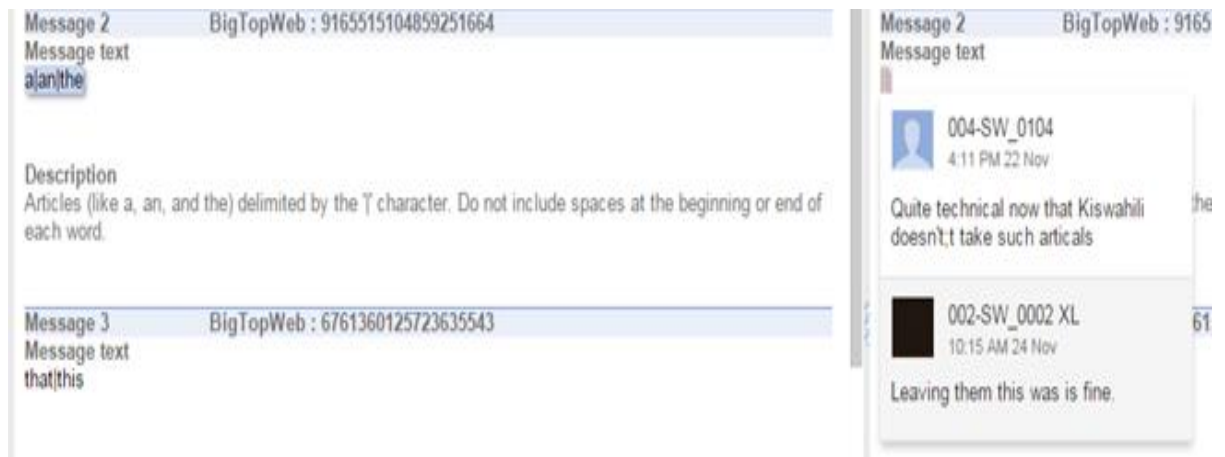 Message 2 BigTopWeb : 9165515104859251664
Message text
a|an|the
Description
Articles (like a, an, and the) delimited by the '|' character. Do not include spaces at the beginning or end of
each word.
Message 3 BigTopWeb : 6761360125723635543
Message text
that|this
Message 2 BigTopWeb : 9165
Message text
004-SW_0104
4:11 PM 22 Nov
Quite technical now that Kiswahili
doesn't;t take such articals
the
002-SW_0002 XL
10:15 AM 24 Nov
61
Leaving them this was is fine.